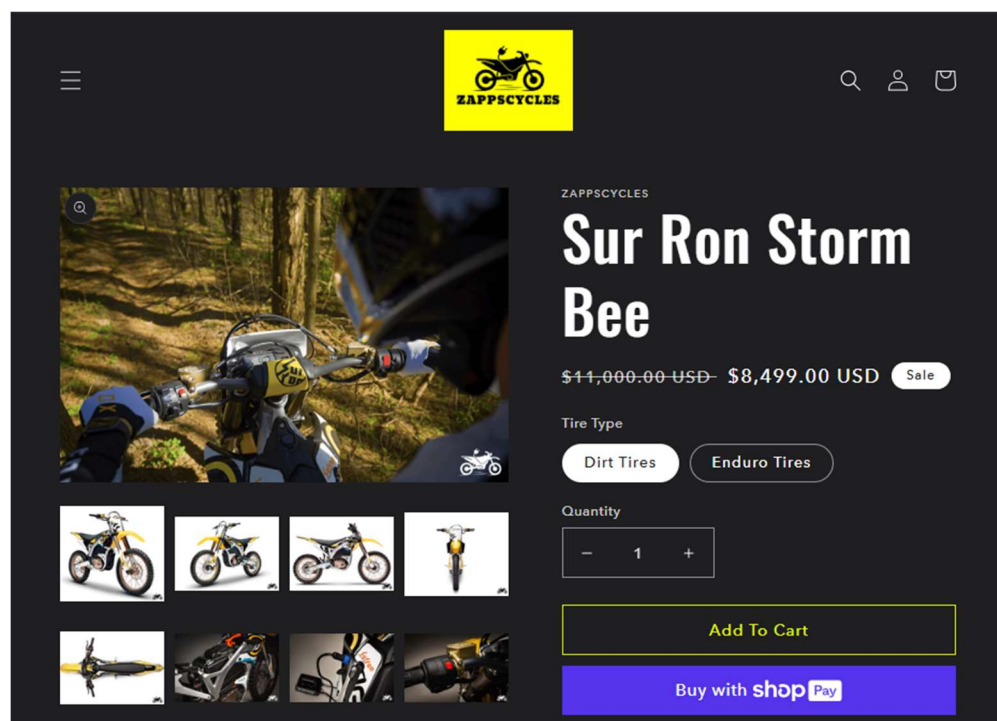 ZAPPSCYCLES
ZAPPSCYCLES
Sur Ron Storm
Bee
$11,000.00 USD $8,499.00 USD Sale
Tire Type
Dirt Tires Enduro Tires
Quantity
− 1 +
Add To Cart
Buy with shop Pay